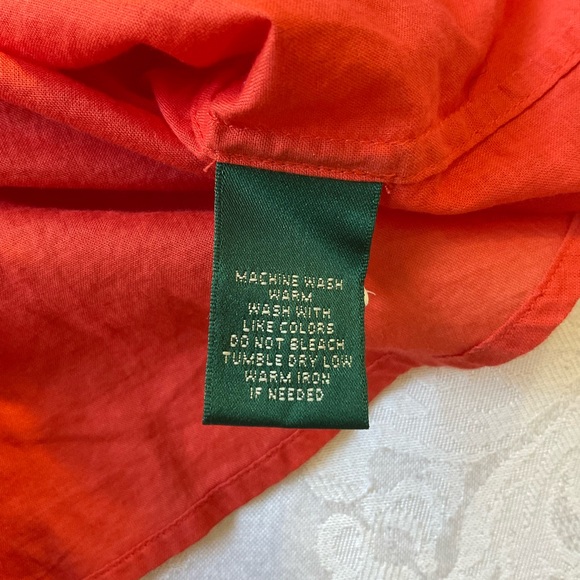 MACHINE WASH
WARM
WASH WITH
LIKE COLORS
DO NOT BLEACH
TUMBLE DRY LOW
WARM IRON
IF NEEDED